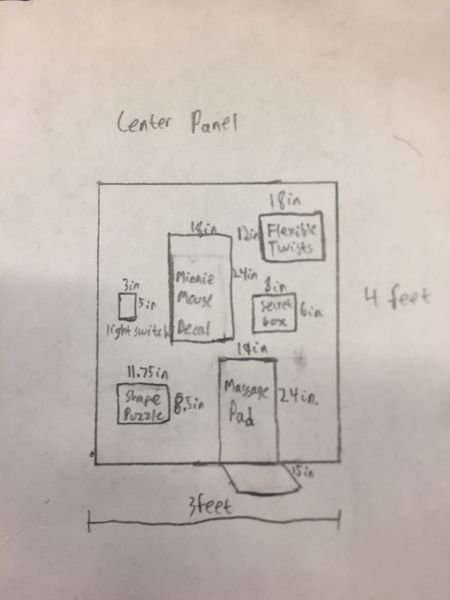 Center Panel
18in
18in
12in
Flexible
Twists
24in
Minnie
Mouse
Decal
3in
5in
light switch
8in
secret
box
6in
4 feet
14in
11.75in
Shape
Puzzle
8.5in
Massage
Pad
24in.
15in
3feet